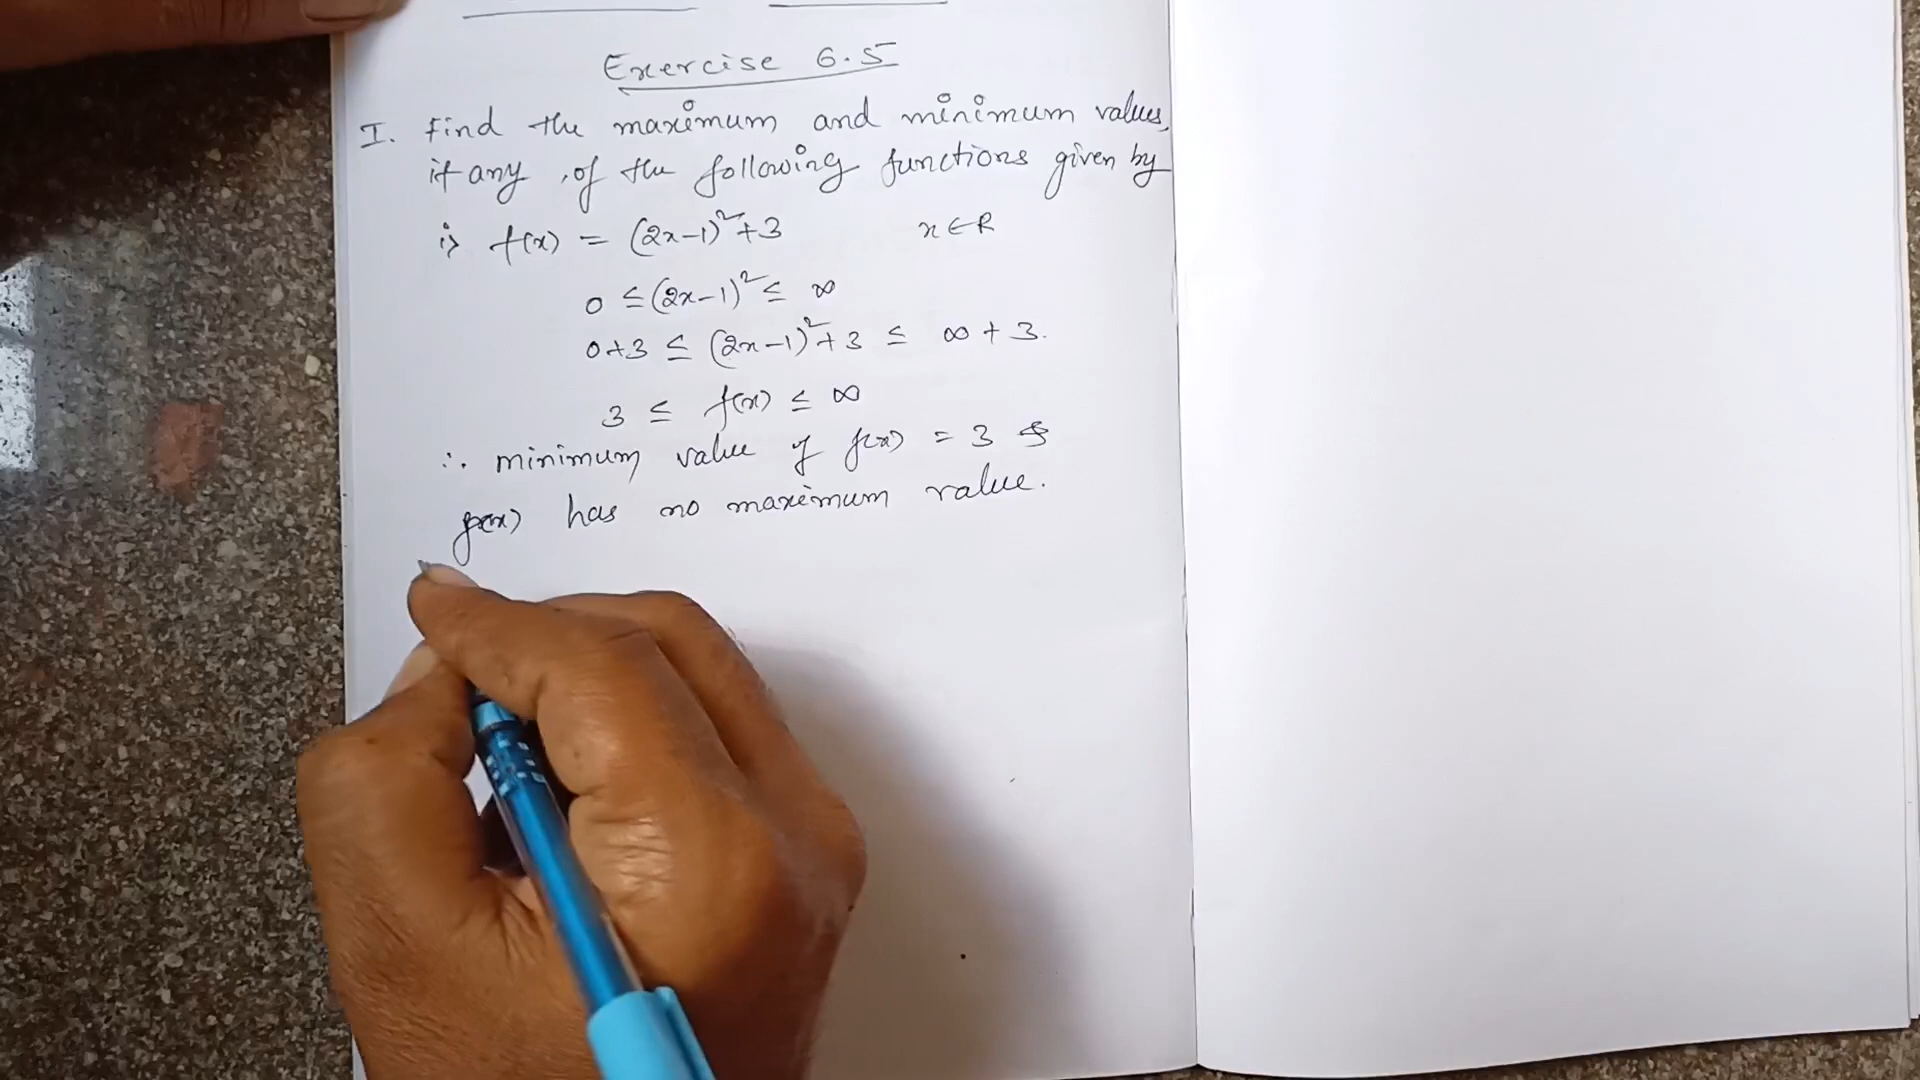 Exercise 6.5
I. Find the maximum and minimum values,
if any, of the following functions given by
i> f(x) = (2x-1)²+3 x∈R
0 ≤ (2x-1)² ≤ ∞
0+3 ≤ (2x-1)²+3 ≤ ∞ + 3.
3 ≤ f(x) ≤ ∞
∴ minimum value of f(x) = 3 &
f(x) has no maximum value.